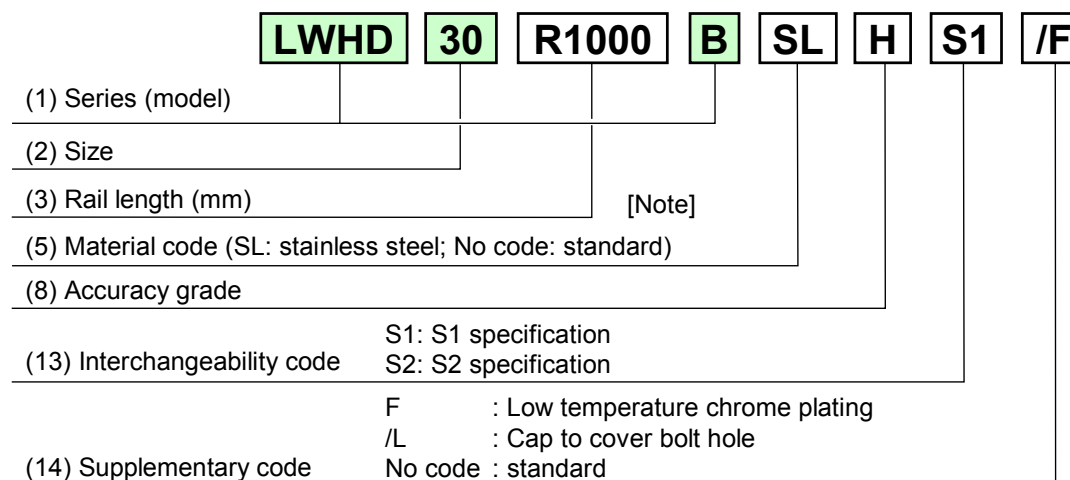 LWHD 30 R1000 B SL H S1 /F
(1) Series (model)
(2) Size
(3) Rail length (mm) [Note]
(5) Material code (SL: stainless steel; No code: standard)
(8) Accuracy grade
S1: S1 specification
(13) Interchangeability code S2: S2 specification
F : Low temperature chrome plating
/L : Cap to cover bolt hole
(14) Supplementary code No code : standard